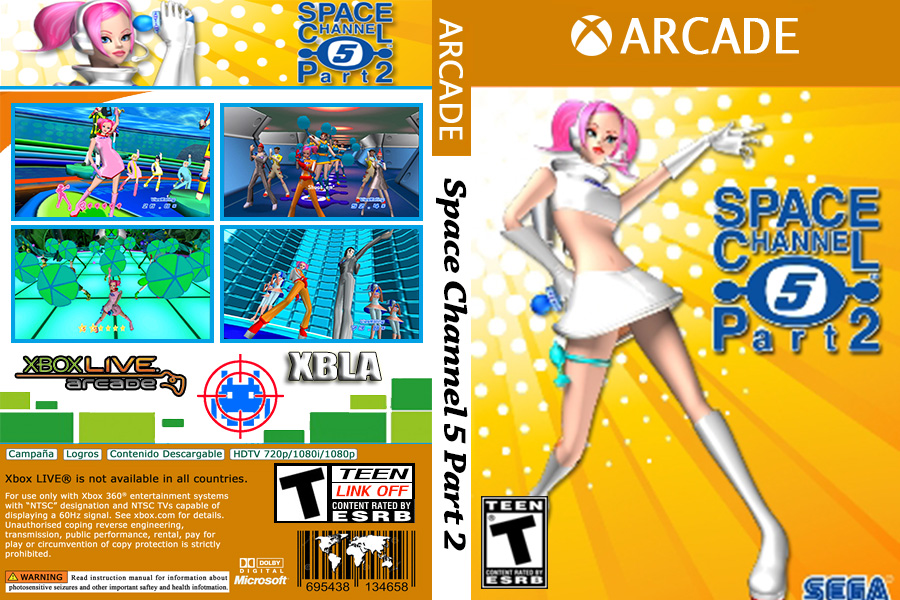 SPACE
CHANNEL
5
Part 2
XBOX LIVE
arcade
XBLA
Campaña
Logros
Contenido Descargable
HDTV 720p/1080i/1080p
Xbox LIVE® is not available in all countries.
For use only with Xbox 360® entertainment systems
with “NTSC” designation and NTSC TVs capable of
displaying a 60Hz signal. See xbox.com for details.
Unauthorised coping reverse engineering,
transmission, public performance, rental, pay for
play or circumvention of copy protection is strictly
prohibited.
WARNING Read instruction manual for information about
photosensitive seizures and other important saftey and health infotmation.
T
TEEN
LINK OFF
CONTENT RATED BY
ESRB
DOLBY
DIGITAL
Microsoft®
695438 134658
ARCADE
Space Channel 5 Part 2
ARCADE
SPACE
CHANNEL
5
Part 2
TEEN
T
CONTENT RATED BY
ESRB
SEGA